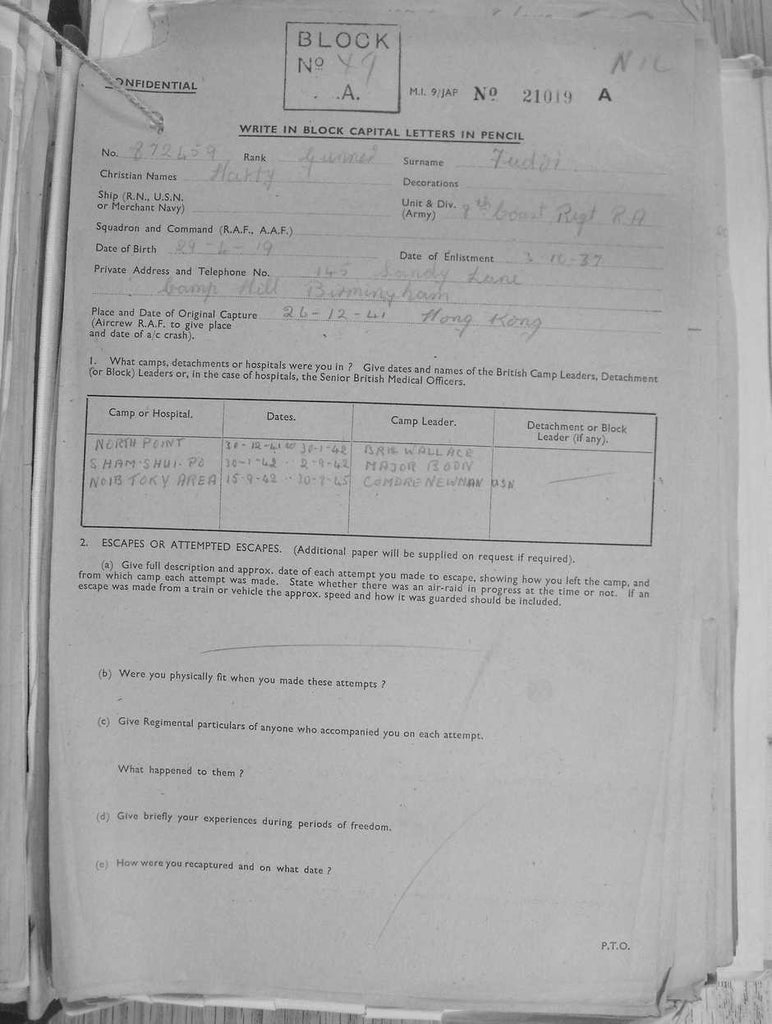 BLOCK
Nº 49
.A.
NIL
CONFIDENTIAL
M.I. 9/JAP Nº 21019 A
WRITE IN BLOCK CAPITAL LETTERS IN PENCIL
No. 872459 Rank Gunner Surname
Christian Names Harry Decorations
Ship (R.N., U.S.N. or Merchant Navy) Unit & Div. (Army) 8th Coast Regt RA
Squadron and Command (R.A.F., A.A.F.)
Date of Birth 29-6-19 Date of Enlistment 3-10-37
Private Address and Telephone No. 145 Sandy Lane
Camp Hill Birmingham
Place and Date of Original Capture 26-12-41 Hong Kong
(Aircrew R.A.F. to give place
and date of a/c crash).
1. What camps, detachments or hospitals were you in ? Give dates and names of the British Camp Leaders, Detachment
(or Block) Leaders or, in the case of hospitals, the Senior British Medical Officers.
Camp or Hospital. Dates. Camp Leader. Detachment or Block Leader (if any).
NORTH POINT 30-12-41 to 30-1-42 BRIG WALLACE
SHAM-SHUI-PO 30-1-42 - 2-9-42 MAJOR BODIN
TOKY AREA 15-9-42 - 30-8-45 COMDRE NEWMAN USN
2. ESCAPES OR ATTEMPTED ESCAPES. (Additional paper will be supplied on request if required).
(a) Give full description and approx. date of each attempt you made to escape, showing how you left the camp, and
from which camp each attempt was made. State whether there was an air-raid in progress at the time or not. If an
escape was made from a train or vehicle the approx. speed and how it was guarded should be included.
(b) Were you physically fit when you made these attempts ?
(c) Give Regimental particulars of anyone who accompanied you on each attempt.
What happened to them ?
(d) Give briefly your experiences during periods of freedom.
(e) How were you recaptured and on what date ?
P.T.O.